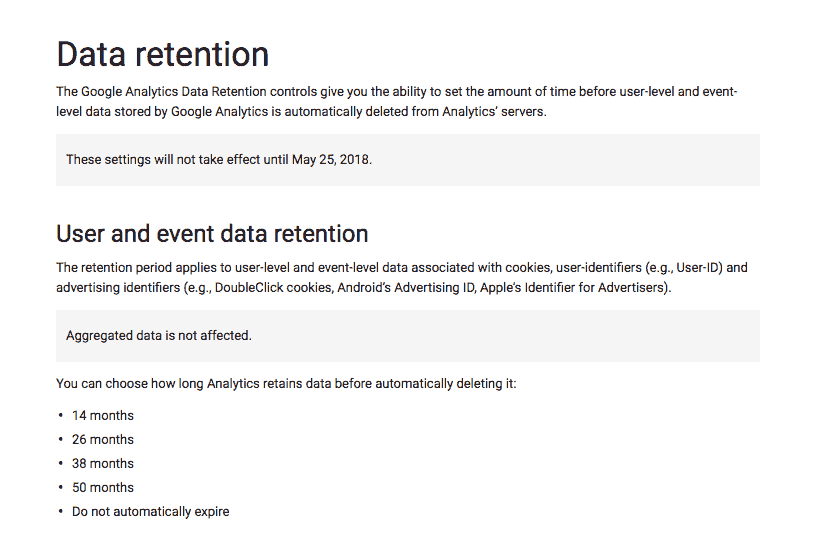 Data retention
The Google Analytics Data Retention controls give you the ability to set the amount of time before user-level and event-
level data stored by Google Analytics is automatically deleted from Analytics’ servers.
These settings will not take effect until May 25, 2018.
User and event data retention
The retention period applies to user-level and event-level data associated with cookies, user-identifiers (e.g., User-ID) and
advertising identifiers (e.g., DoubleClick cookies, Android’s Advertising ID, Apple’s Identifier for Advertisers).
Aggregated data is not affected.
You can choose how long Analytics retains data before automatically deleting it:
• 14 months
• 26 months
• 38 months
• 50 months
• Do not automatically expire